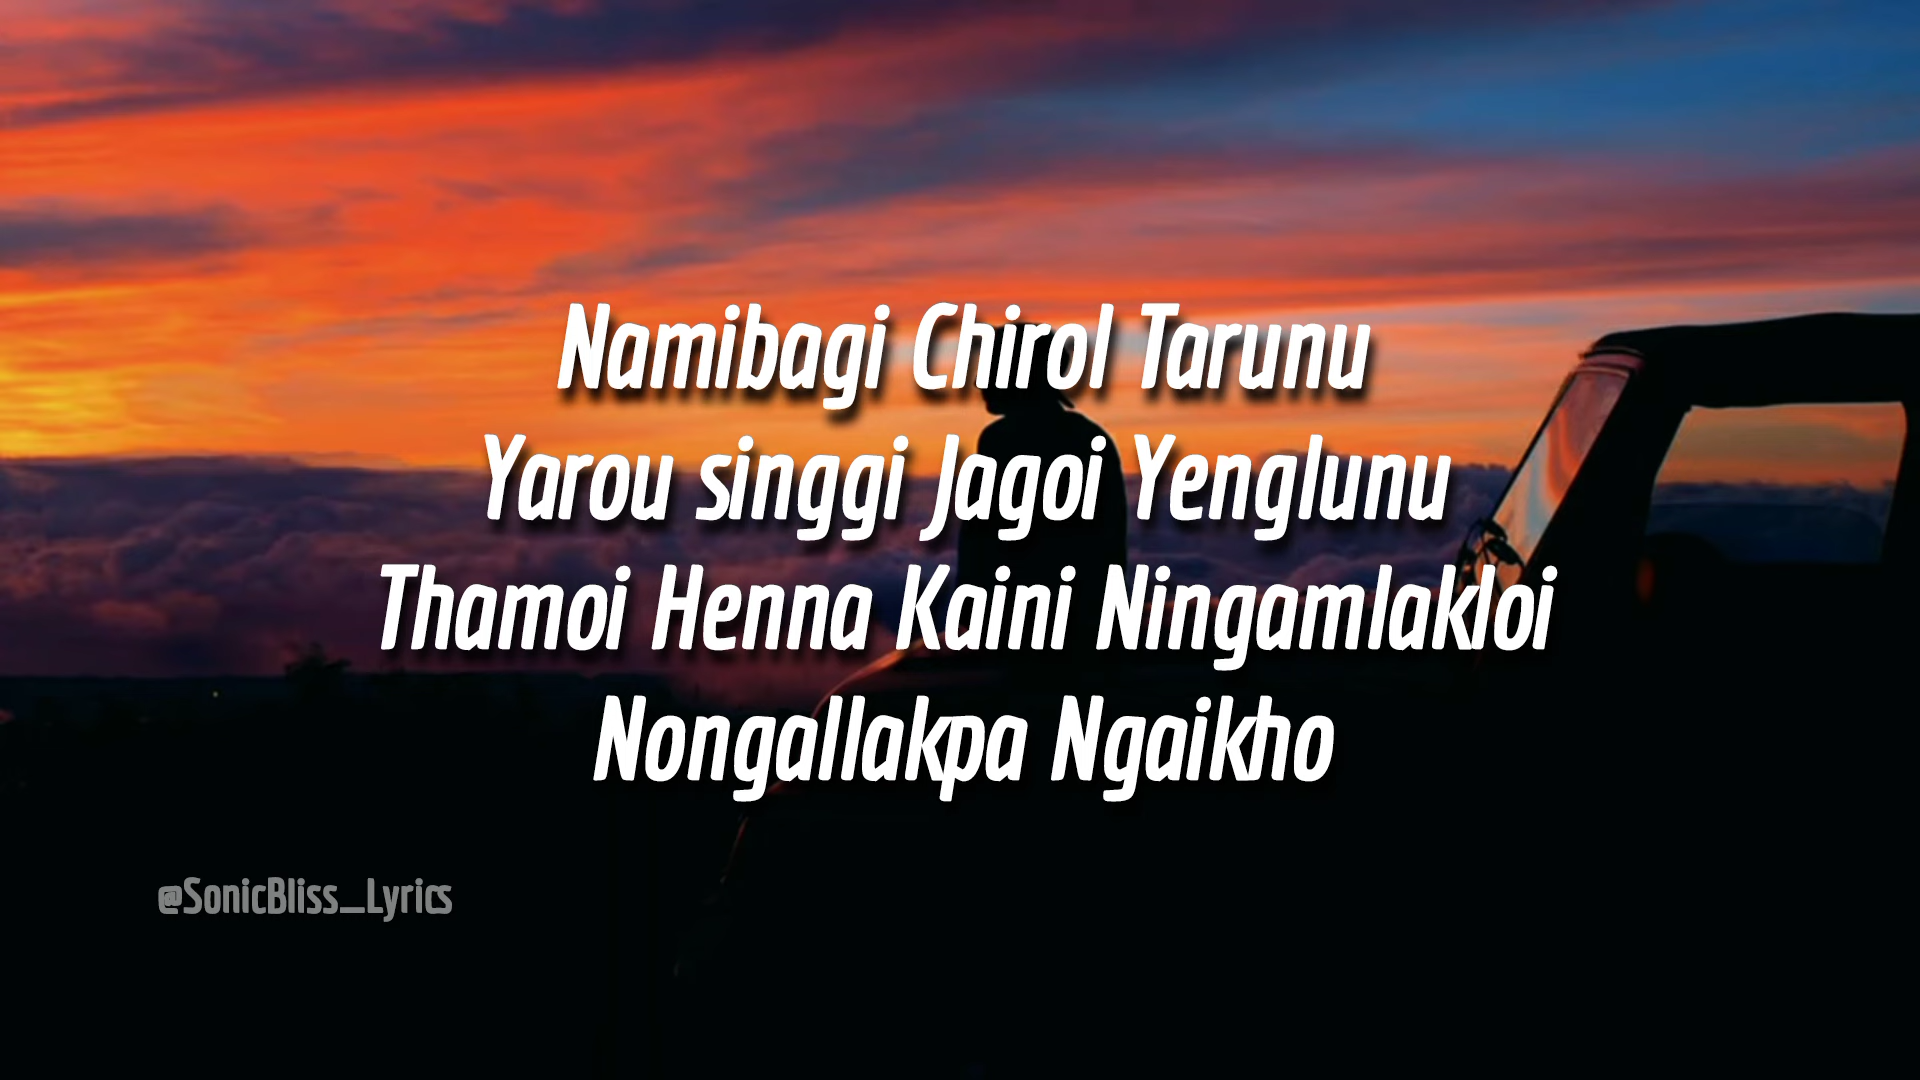 Namibagi Chirol Tarunu
Yarou singgi Jagoi Yenglunu
Thamoi Henna Kaini Ningamlakloi
Nongallakpa Ngaikho
@SonicBliss_Lyrics